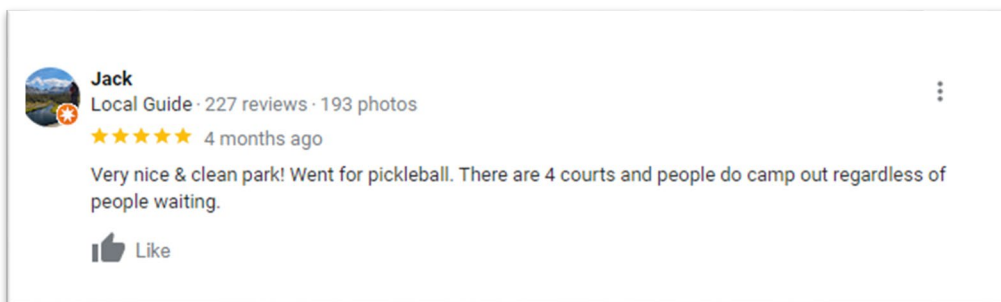 Jack
Local Guide · 227 reviews · 193 photos
4 months ago
Very nice & clean park! Went for pickleball. There are 4 courts and people do camp out regardless of
people waiting.
Like